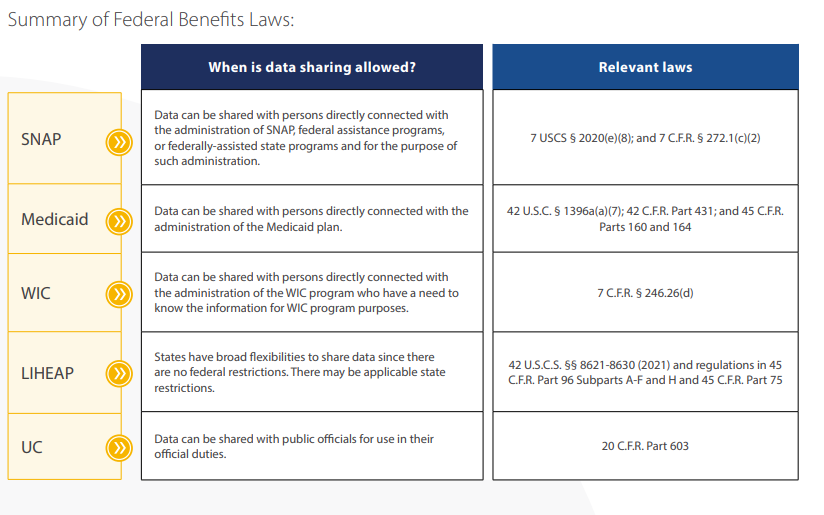 Summary of Federal Benefits Laws:
When is data sharing allowed?
Relevant laws
SNAP
Data can be shared with persons directly connected with
the administration of SNAP, federal assistance programs,
or federally-assisted state programs and for the purpose of
such administration.
7 USCS § 2020(e)(8); and 7 C.F.R. § 272.1(c)(2)
Medicaid
Data can be shared with persons directly connected with the
administration of the Medicaid plan.
42 U.S.C. § 1396a(a)(7); 42 C.F.R. Part 431; and 45 C.F.R.
Parts 160 and 164
WIC
Data can be shared with persons directly connected with
the administration of the WIC program who have a need to
know the information for WIC program purposes.
7 C.F.R. § 246.26(d)
LIHEAP
States have broad flexibilities to share data since there
are no federal restrictions. There may be applicable state
restrictions.
42 U.S.C.S. §§ 8621-8630 (2021) and regulations in 45
C.F.R. Part 96 Subparts A-F and H and 45 C.F.R. Part 75
UC
Data can be shared with public officials for use in their
official duties.
20 C.F.R. Part 603